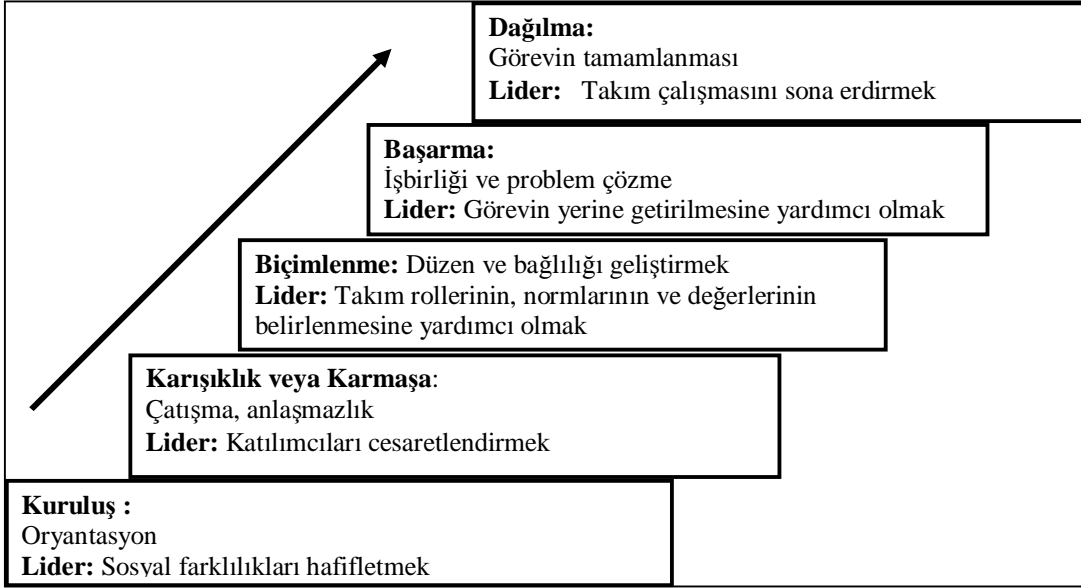 Dağılma:
Görevin tamamlanması
Lider: Takım çalışmasını sona erdirmek
Başarma:
İşbirliği ve problem çözme
Lider: Görevin yerine getirilmesine yardımcı olmak
Biçimlenme: Düzen ve bağlılığı geliştirmek
Lider: Takım rollerinin, normlarının ve değerlerinin
belirlenmesine yardımcı olmak
Karışıklık veya Karmaşa:
Çatışma, anlaşmazlık
Lider: Katılımcıları cesaretlendirmek
Kuruluş :
Oryantasyon
Lider: Sosyal farklılıkları hafifletmek